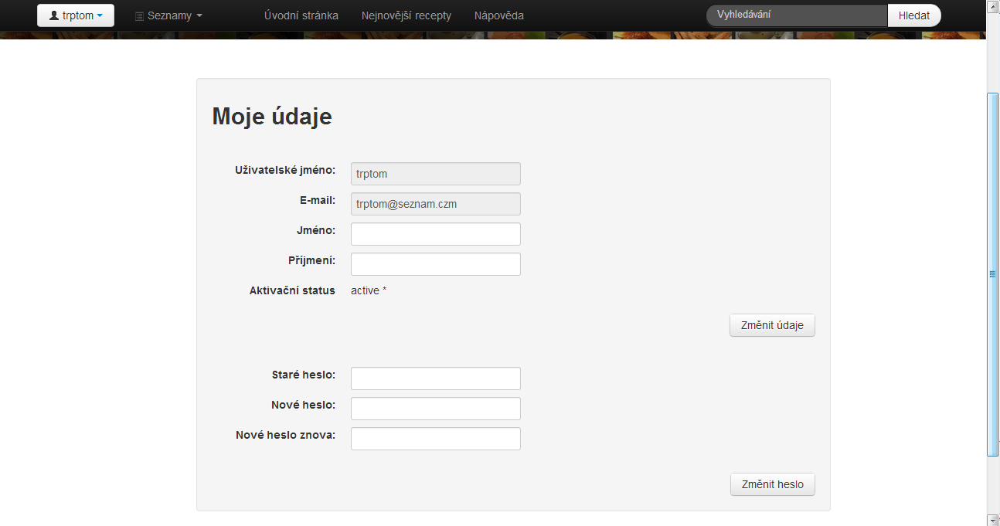 trptom Seznamy Úvodní stránka Nejnovější recepty Nápověda Vyhledávání Hledat
Moje údaje
Uživatelské jméno: trptom
E-mail: trptom@seznam.czm
Jméno:
Příjmení:
Aktivační status active *
Změnit údaje
Staré heslo:
Nové heslo:
Nové heslo znova:
Změnit heslo